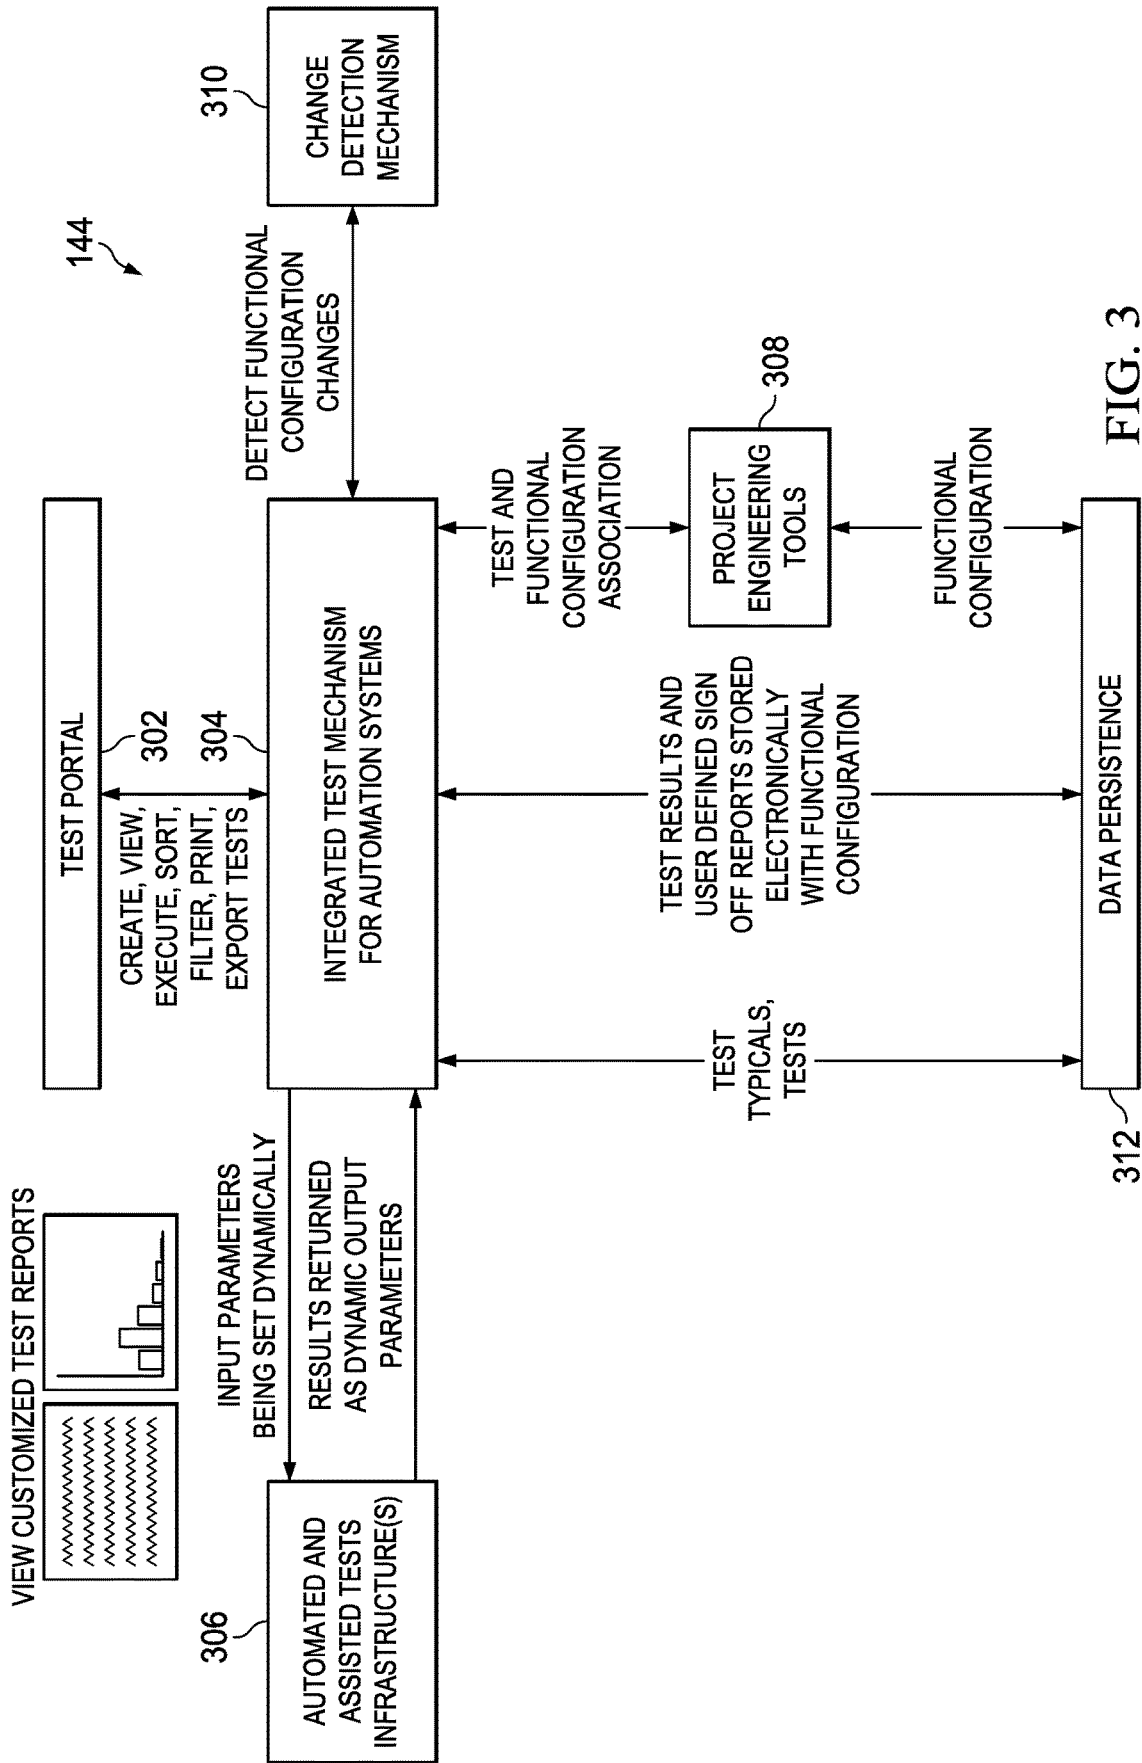 VIEW CUSTOMIZED TEST REPORTS
TEST PORTAL
302
CREATE, VIEW,
EXECUTE, SORT,
FILTER, PRINT,
EXPORT TESTS
304
144
306
AUTOMATED AND
ASSISTED TESTS
INFRASTRUCTURE(S)
INPUT PARAMETERS
BEING SET DYNAMICALLY
RESULTS RETURNED
AS DYNAMIC OUTPUT
PARAMETERS
INTEGRATED TEST MECHANISM
FOR AUTOMATION SYSTEMS
DETECT FUNCTIONAL
CONFIGURATION
CHANGES
310
CHANGE
DETECTION
MECHANISM
TEST
TYPICALS,
TESTS
TEST RESULTS AND
USER DEFINED SIGN
OFF REPORTS STORED
ELECTRONICALLY
WITH FUNCTIONAL
CONFIGURATION
TEST AND
FUNCTIONAL
CONFIGURATION
ASSOCIATION
PROJECT
ENGINEERING
TOOLS
308
FUNCTIONAL
CONFIGURATION
312
DATA PERSISTENCE
FIG. 3